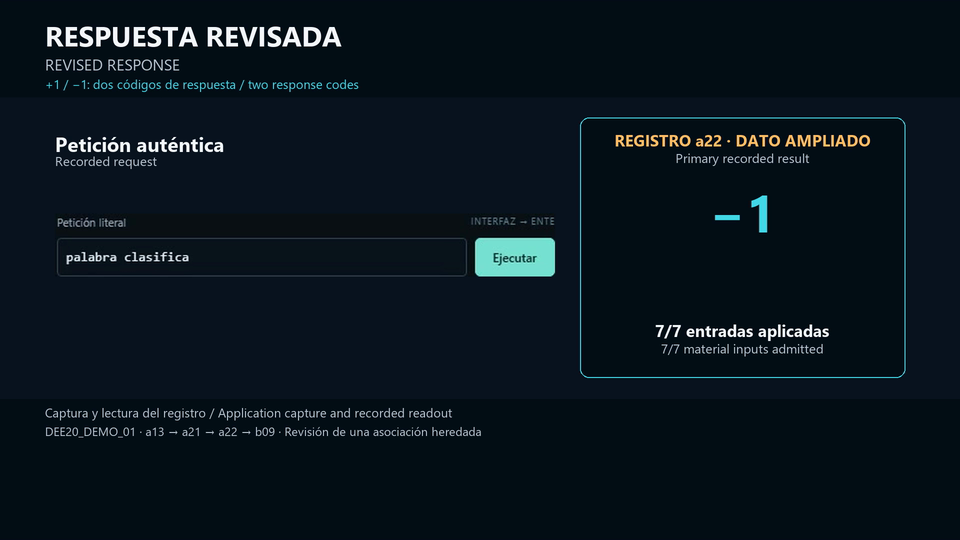 RESPUESTA REVISADA
REVISED RESPONSE
+1 / −1: dos códigos de respuesta / two response codes
Petición auténtica
Recorded request
Petición literal
INTERFAZ → ENTE
palabra clasifica
Ejecutar
REGISTRO a22 · DATO AMPLIADO
Primary recorded result
−1
7/7 entradas aplicadas
7/7 material inputs admitted
Captura y lectura del registro / Application capture and recorded readout
DEE20_DEMO_01 · a13 → a21 → a22 → b09 · Revisión de una asociación heredada